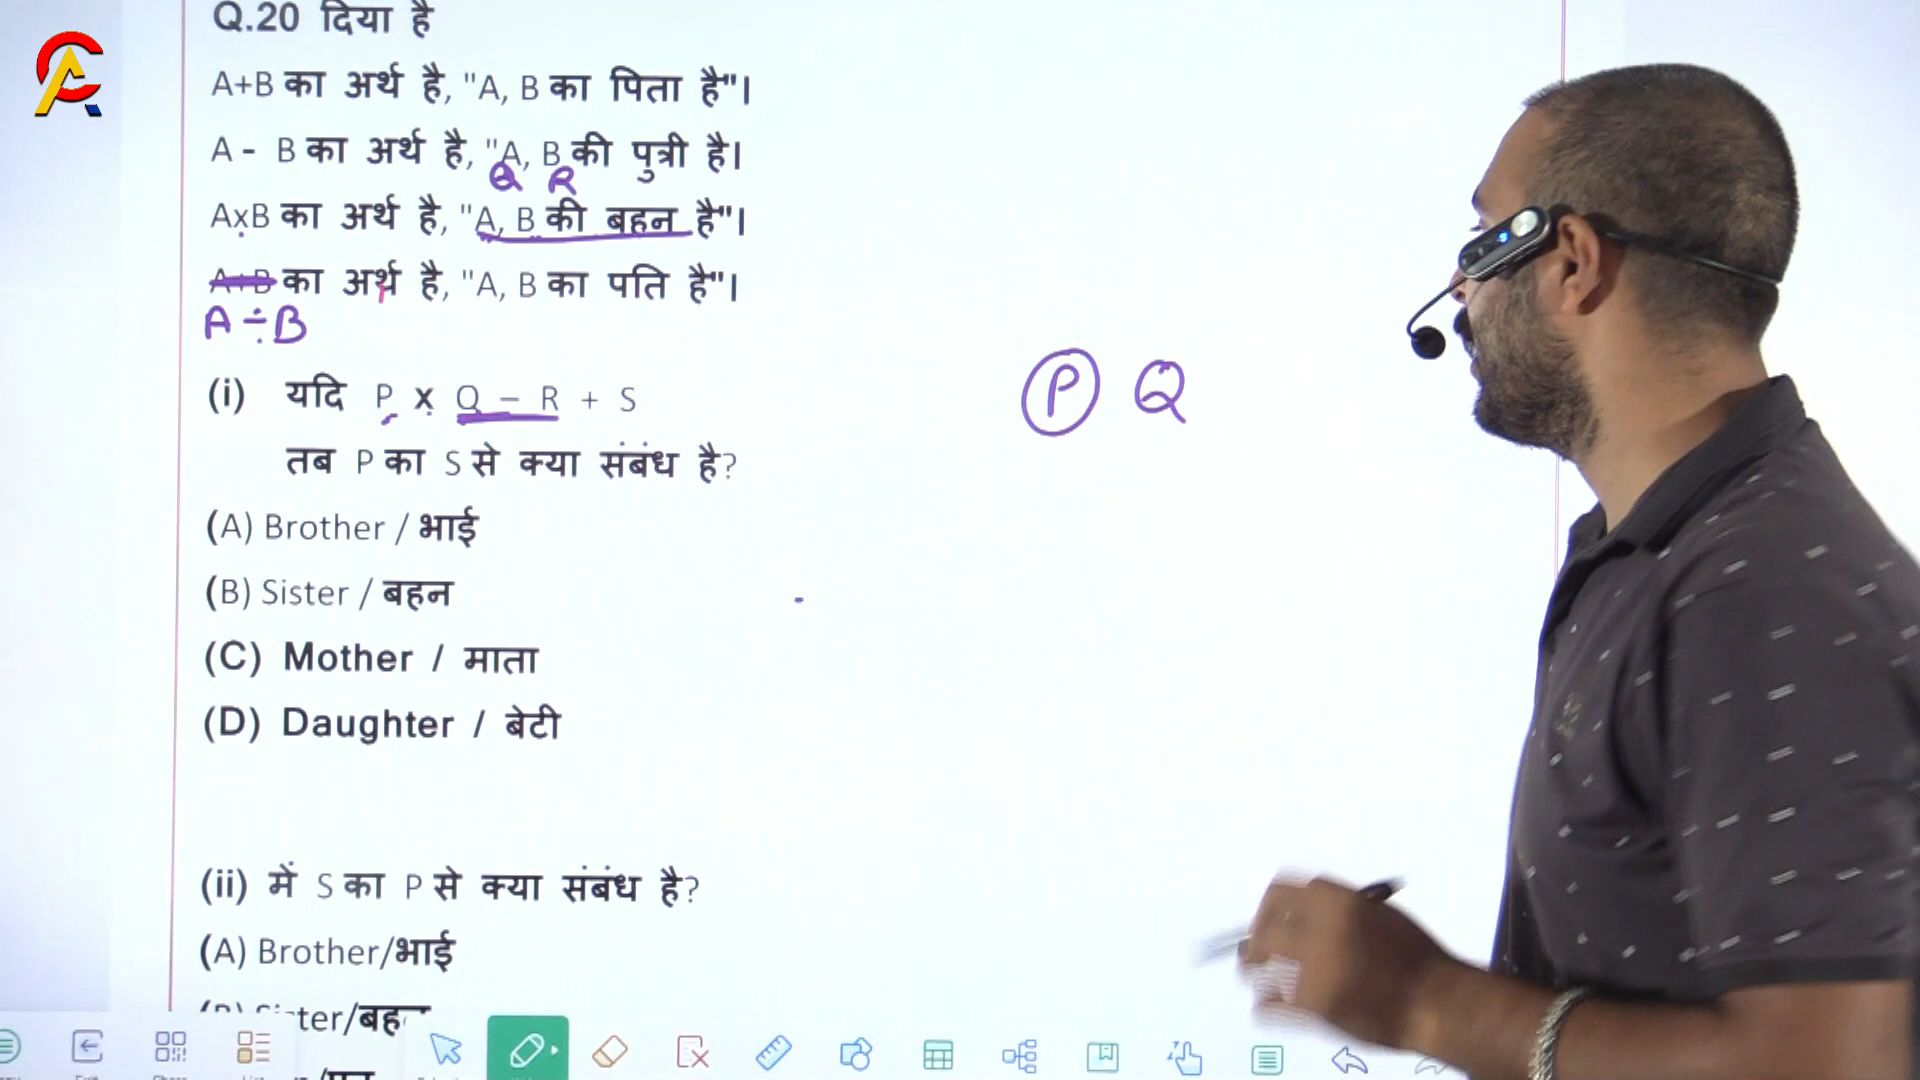 Q.20 दिया है
A+B का अर्थ है, "A, B का पिता है"।
A - B का अर्थ है, "A, B की पुत्री है।
Q R
AxB का अर्थ है, "A, B की बहन है"।
का अर्थ है, "A, B का पति है"।
A ÷ B
(i) यदि P x Q – R + S
P Q
तब P का S से क्या संबंध है?
(A) Brother / भाई
(B) Sister / बहन
(C) Mother / माता
(D) Daughter / बेटी
(ii) में S का P से क्या संबंध है?
(A) Brother/भाई